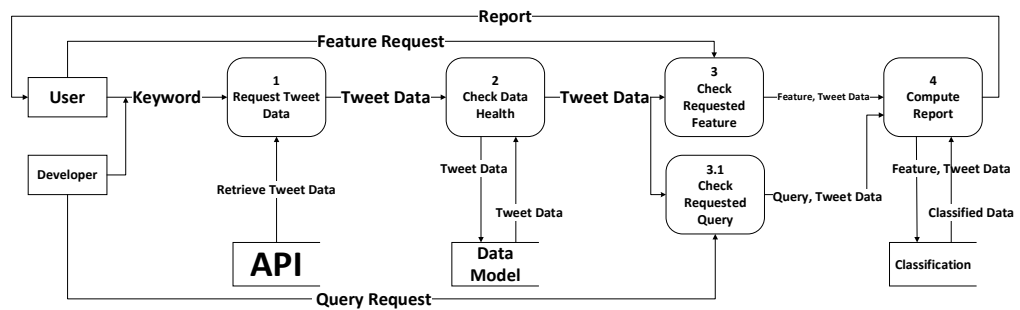 Report
Feature Request
User
Keyword
1
Request Tweet
Data
Tweet Data
2
Check Data
Health
Tweet Data
3
Check
Requested
Feature
Feature, Tweet Data
4
Compute
Report
Developer
Retrieve Tweet Data
Tweet Data
Tweet Data
3.1
Check
Requested
Query
Query, Tweet Data
Feature, Tweet Data
Classified Data
API
Data
Model
Classification
Query Request